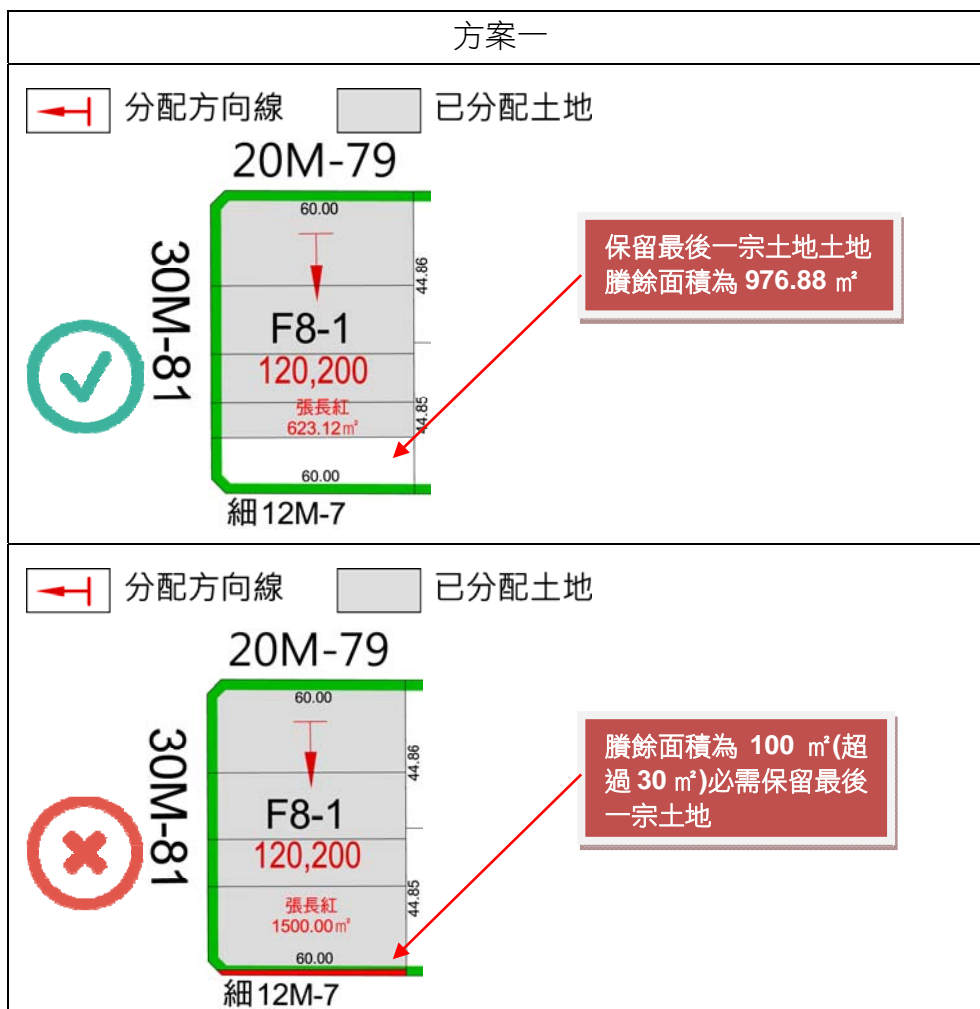 方案一
分配方向線
已分配土地
20M-79
60.00
30M-81
44.86
F8-1
120,200
張長紅
623.12㎡
44.85
60.00
細12M-7
保留最後一宗土地土地
賸餘面積為 976.88 ㎡
分配方向線
已分配土地
20M-79
60.00
30M-81
44.86
F8-1
120,200
張長紅
1500.00㎡
44.85
60.00
細12M-7
賸餘面積為 100 ㎡(超
過 30 ㎡)必需保留最後
一宗土地